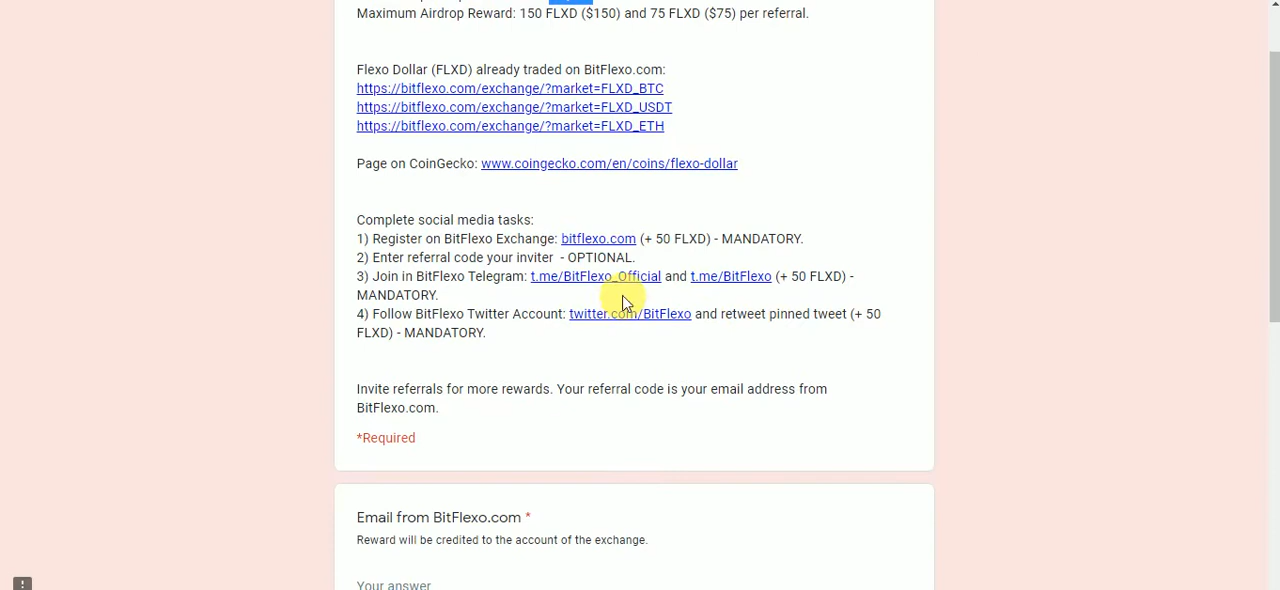 Maximum Airdrop Reward: 150 FLXD ($150) and 75 FLXD ($75) per referral.
Flexo Dollar (FLXD) already traded on BitFlexo.com:
https://bitflexo.com/exchange/?market=FLXD_BTC
https://bitflexo.com/exchange/?market=FLXD_USDT
https://bitflexo.com/exchange/?market=FLXD_ETH
Page on CoinGecko: www.coingecko.com/en/coins/flexo-dollar
Complete social media tasks:
1) Register on BitFlexo Exchange: bitflexo.com (+ 50 FLXD) - MANDATORY.
2) Enter referral code your inviter  - OPTIONAL.
3) Join in BitFlexo Telegram: t.me/BitFlexo_Official and t.me/BitFlexo (+ 50 FLXD) -
MANDATORY.
4) Follow BitFlexo Twitter Account: twitter.com/BitFlexo and retweet pinned tweet (+ 50
FLXD) - MANDATORY.
Invite referrals for more rewards. Your referral code is your email address from
BitFlexo.com.
*Required
Email from BitFlexo.com *
Reward will be credited to the account of the exchange.
Your answer